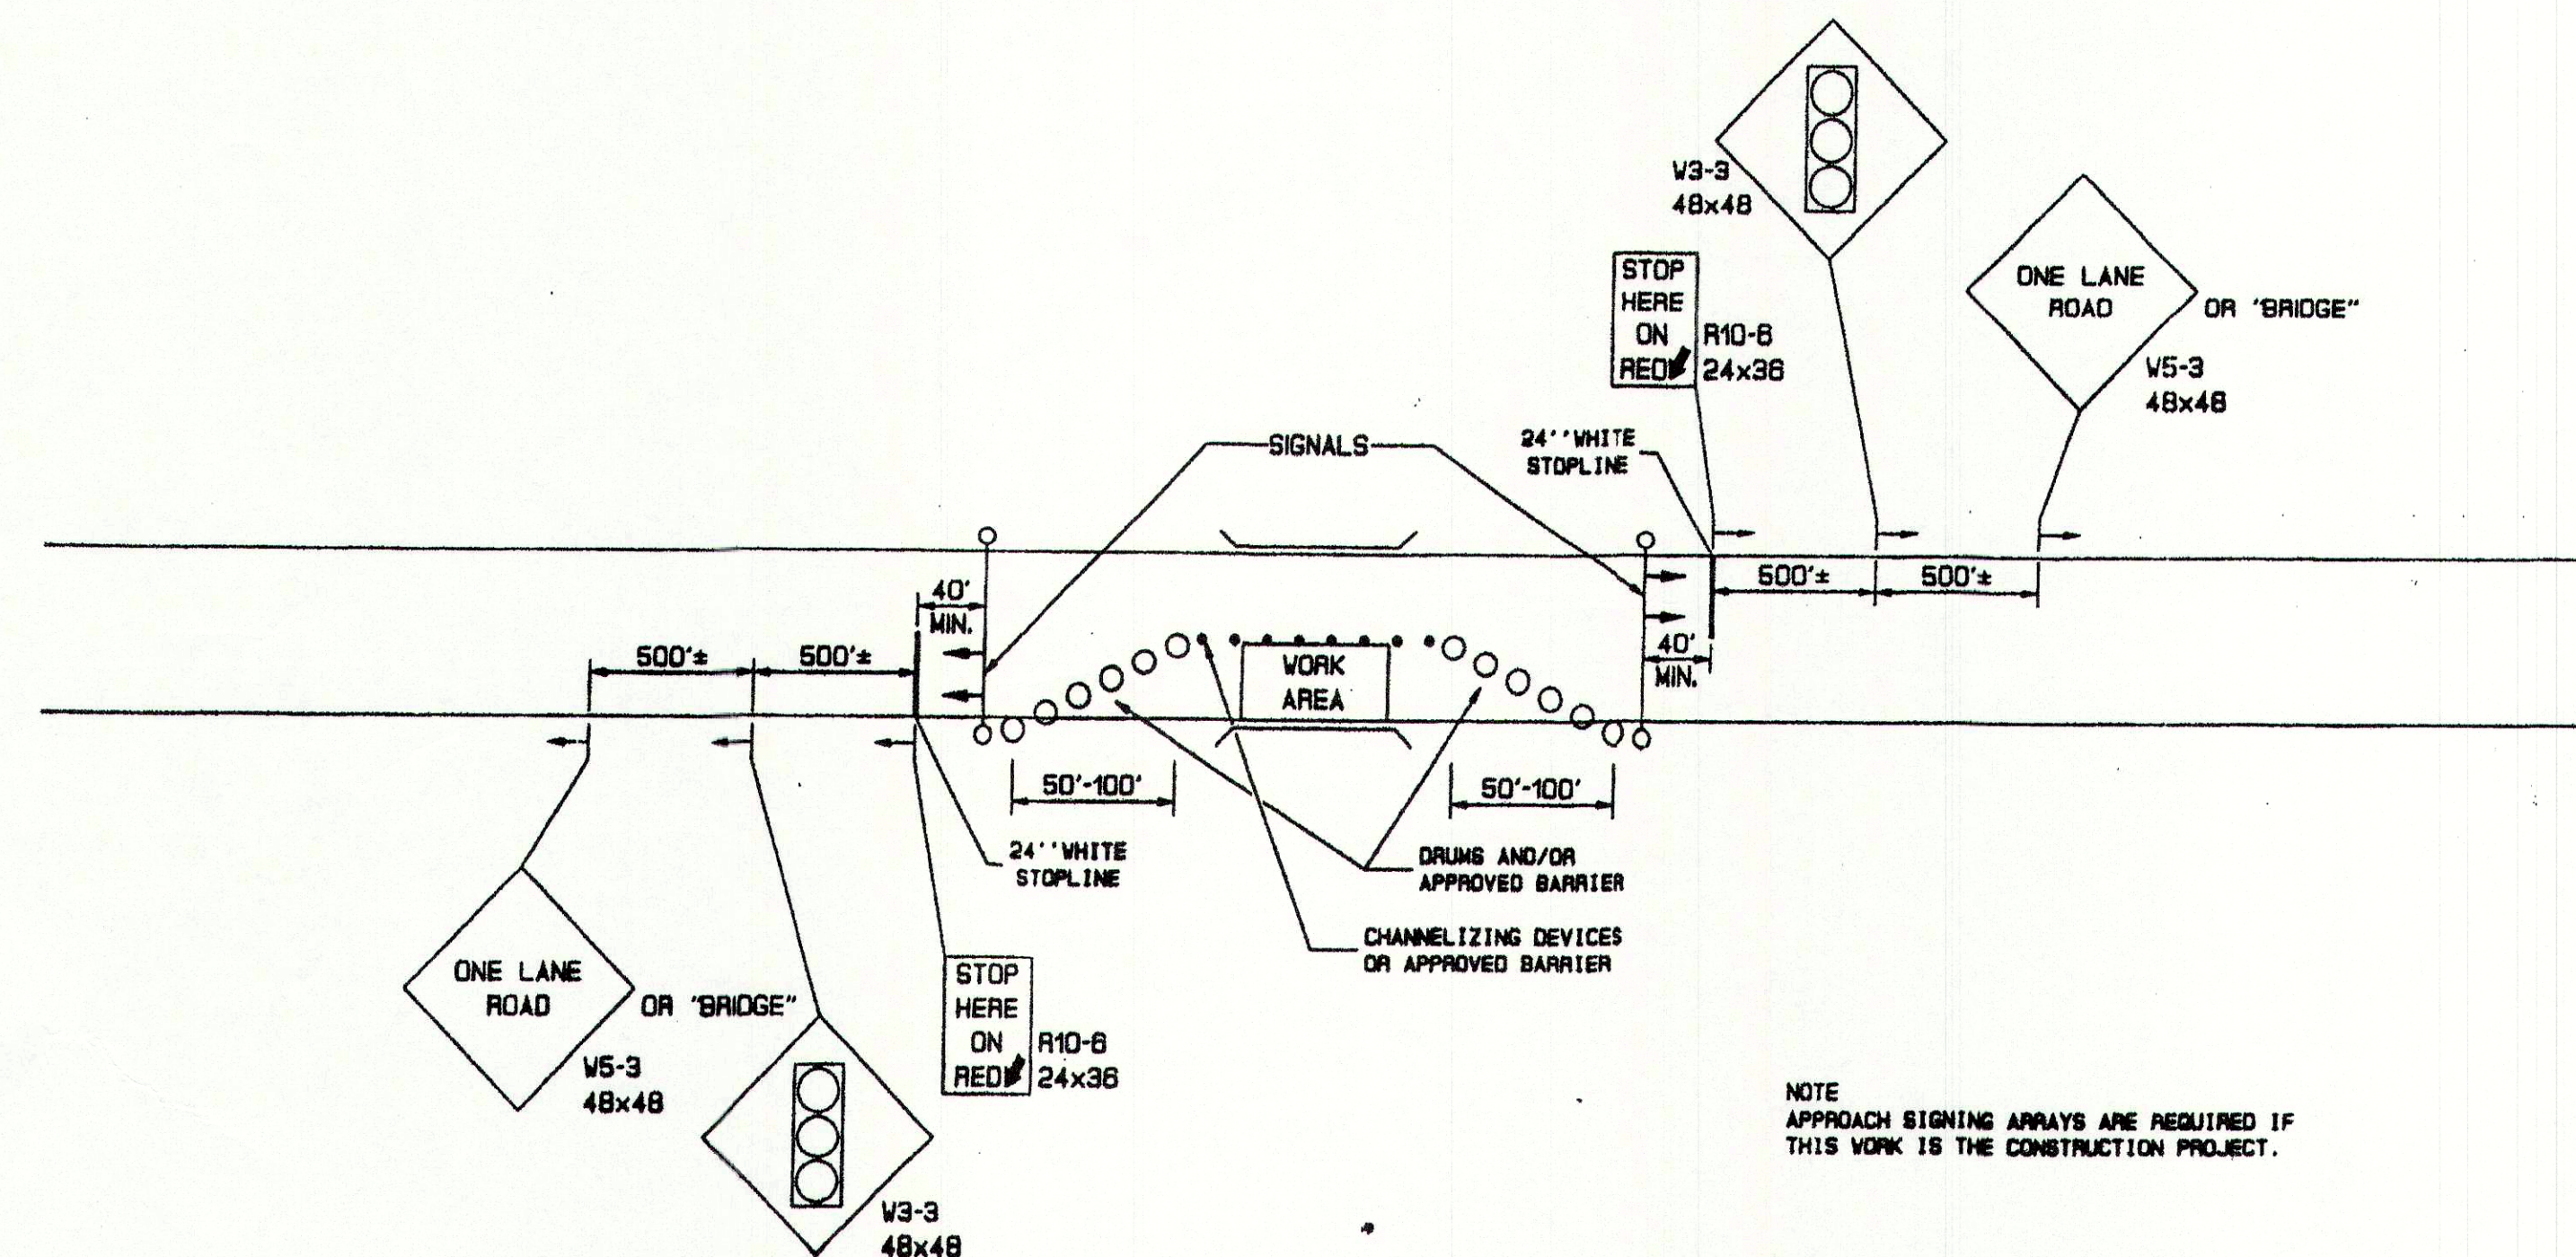 W3-3
48x48
STOP
HERE
ON
RED
R10-6
24x36
ONE LANE
ROAD
OR "BRIDGE"
W5-3
48x48
SIGNALS
24''WHITE
STOPLINE
40'
MIN.
500'±
500'±
500'±
500'±
40'
MIN.
WORK
AREA
50'-100'
50'-100'
24''WHITE
STOPLINE
DRUMS AND/OR
APPROVED BARRIER
CHANNELIZING DEVICES
OR APPROVED BARRIER
ONE LANE
ROAD
OR "BRIDGE"
W5-3
48x48
STOP
HERE
ON
RED
R10-6
24x36
W3-3
48x48
NOTE
APPROACH SIGNING ARRAYS ARE REQUIRED IF
THIS WORK IS THE CONSTRUCTION PROJECT.